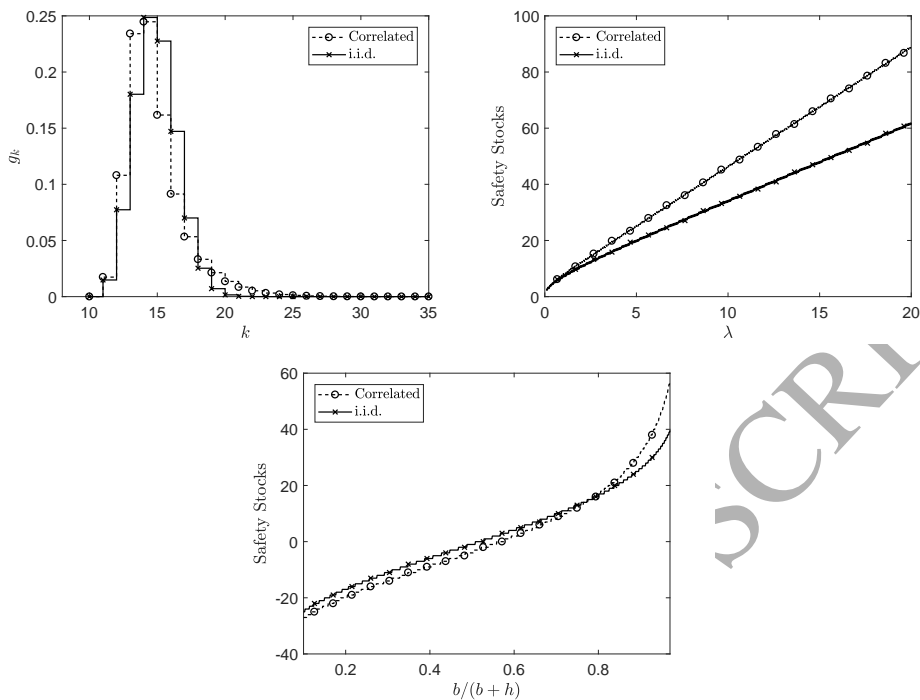 0.25
0.2
0.15
0.1
0.05
0
g_k
10 15 20 25 30 35
k
Correlated
i.i.d.
100
80
60
40
20
0
Safety Stocks
0 5 10 15 20
λ
Correlated
i.i.d.
60
40
20
0
-20
-40
Safety Stocks
0.2 0.4 0.6 0.8
b/(b + h)
Correlated
i.i.d.
SCRI